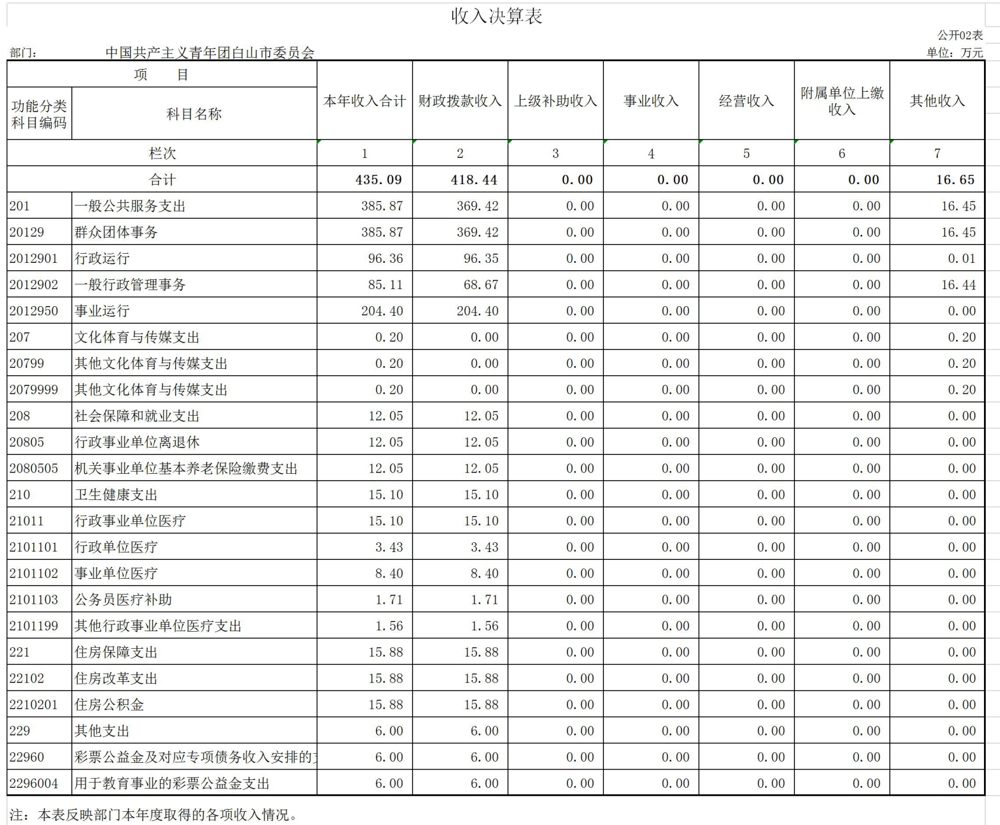 收入决算表
公开02表
部门： 中国共产主义青年团白山市委员会 单位：万元
项 目 本年收入合计 财政拨款收入 上级补助收入 事业收入 经营收入 附属单位上缴收入 其他收入
功能分类科目编码 科目名称
栏次 1 2 3 4 5 6 7
合计 435.09 418.44 0.00 0.00 0.00 0.00 16.65
201 一般公共服务支出 385.87 369.42 0.00 0.00 0.00 0.00 16.45
20129 群众团体事务 385.87 369.42 0.00 0.00 0.00 0.00 16.45
2012901 行政运行 96.36 96.35 0.00 0.00 0.00 0.00 0.01
2012902 一般行政管理事务 85.11 68.67 0.00 0.00 0.00 0.00 16.44
2012950 事业运行 204.40 204.40 0.00 0.00 0.00 0.00 0.00
207 文化体育与传媒支出 0.20 0.00 0.00 0.00 0.00 0.00 0.20
20799 其他文化体育与传媒支出 0.20 0.00 0.00 0.00 0.00 0.00 0.20
2079999 其他文化体育与传媒支出 0.20 0.00 0.00 0.00 0.00 0.00 0.20
208 社会保障和就业支出 12.05 12.05 0.00 0.00 0.00 0.00 0.00
20805 行政事业单位离退休 12.05 12.05 0.00 0.00 0.00 0.00 0.00
2080505 机关事业单位基本养老保险缴费支出 12.05 12.05 0.00 0.00 0.00 0.00 0.00
210 卫生健康支出 15.10 15.10 0.00 0.00 0.00 0.00 0.00
21011 行政事业单位医疗 15.10 15.10 0.00 0.00 0.00 0.00 0.00
2101101 行政单位医疗 3.43 3.43 0.00 0.00 0.00 0.00 0.00
2101102 事业单位医疗 8.40 8.40 0.00 0.00 0.00 0.00 0.00
2101103 公务员医疗补助 1.71 1.71 0.00 0.00 0.00 0.00 0.00
2101199 其他行政事业单位医疗支出 1.56 1.56 0.00 0.00 0.00 0.00 0.00
221 住房保障支出 15.88 15.88 0.00 0.00 0.00 0.00 0.00
22102 住房改革支出 15.88 15.88 0.00 0.00 0.00 0.00 0.00
2210201 住房公积金 15.88 15.88 0.00 0.00 0.00 0.00 0.00
229 其他支出 6.00 6.00 0.00 0.00 0.00 0.00 0.00
22960 彩票公益金及对应专项债务收入安排的 6.00 6.00 0.00 0.00 0.00 0.00 0.00
2296004 用于教育事业的彩票公益金支出 6.00 6.00 0.00 0.00 0.00 0.00 0.00
注：本表反映部门本年度取得的各项收入情况。